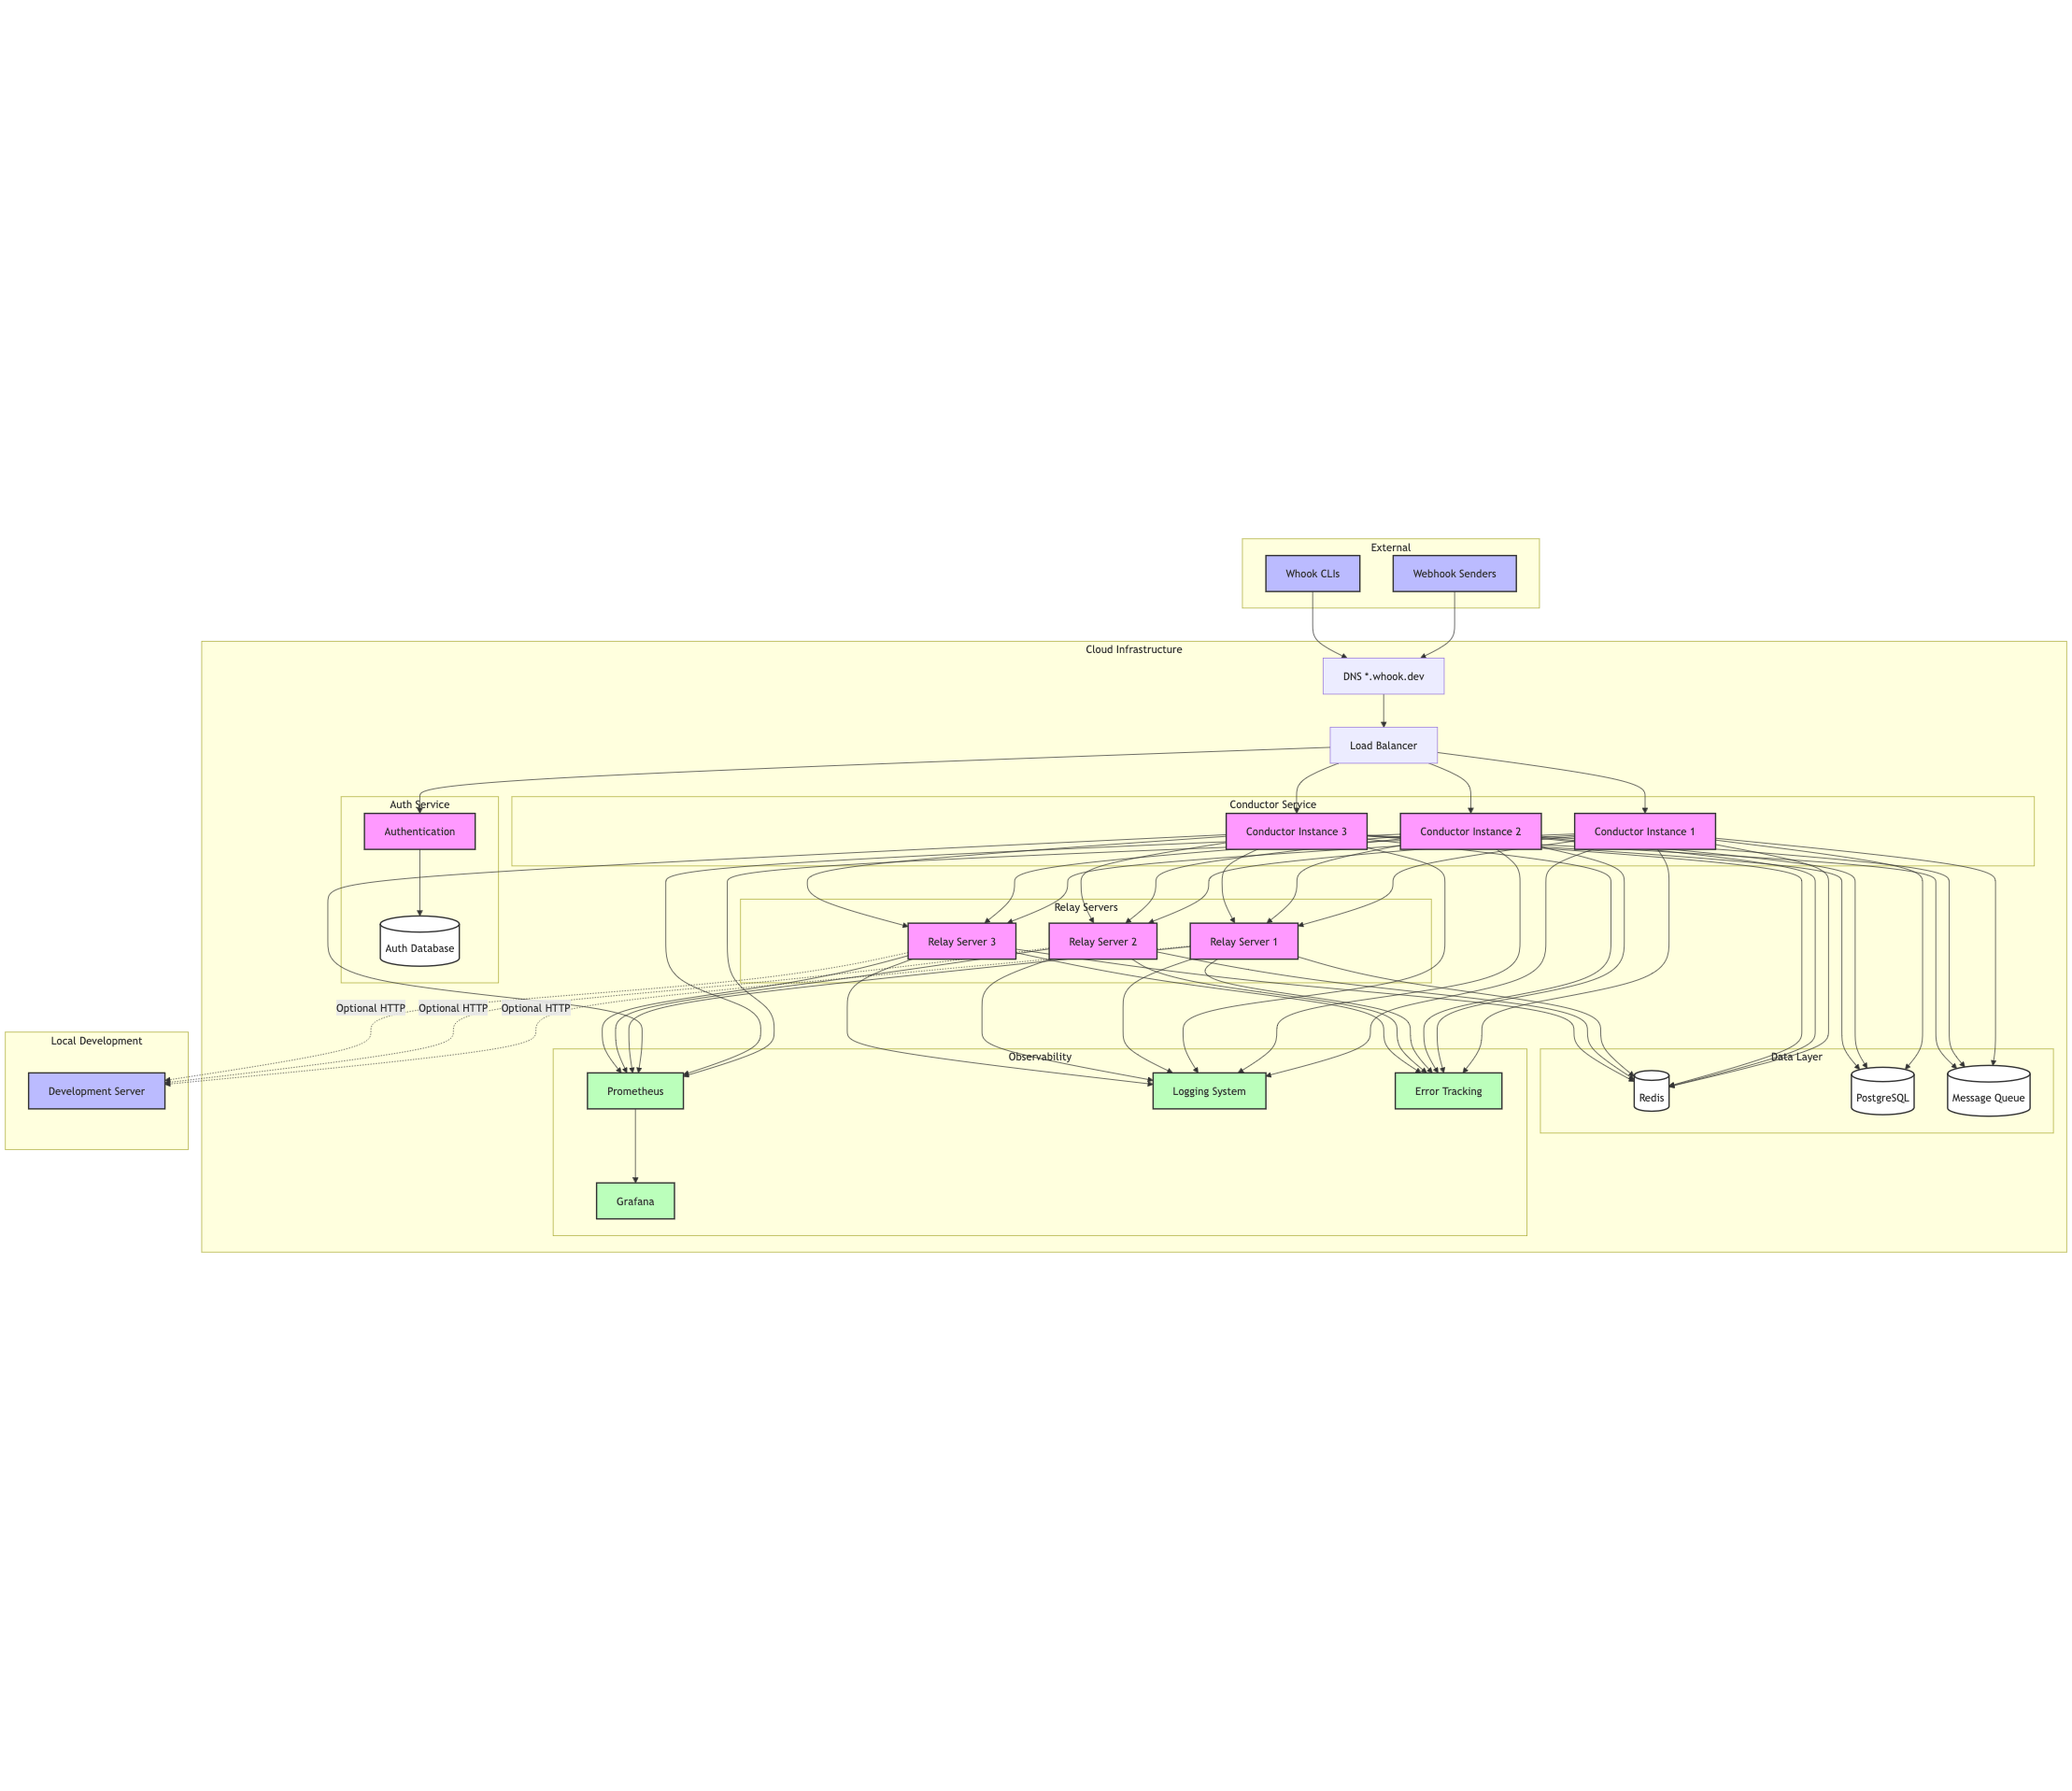 External
Whook CLIs
Webhook Senders
Cloud Infrastructure
DNS *.whook.dev
Load Balancer
Auth Service
Conductor Service
Authentication
Conductor Instance 3
Conductor Instance 2
Conductor Instance 1
Relay Servers
Auth Database
Relay Server 3
Relay Server 2
Relay Server 1
Optional HTTP
Optional HTTP
Optional HTTP
Local Development
Observability
Data Layer
Development Server
Prometheus
Logging System
Error Tracking
Redis
PostgreSQL
Message Queue
Grafana